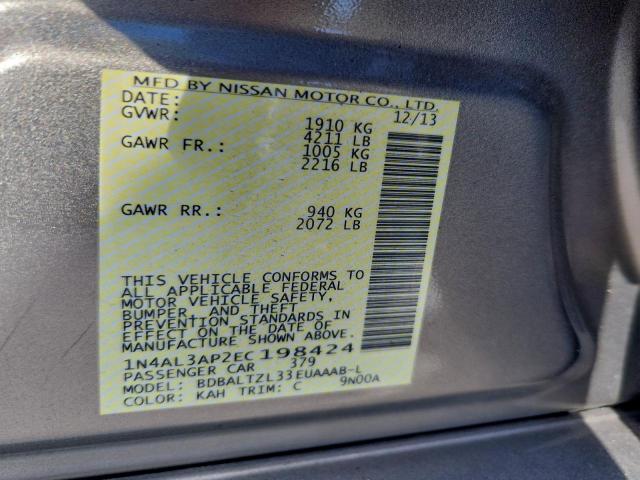 MFD BY NISSAN MOTOR CO., LTD.
DATE: 12/13
GVWR: 1910 KG
4211 LB
GAWR FR.: 1005 KG
2216 LB
GAWR RR.: 940 KG
2072 LB
THIS VEHICLE CONFORMS TO
ALL APPLICABLE FEDERAL
MOTOR VEHICLE SAFETY,
BUMPER, AND THEFT
PREVENTION STANDARDS IN
EFFECT ON THE DATE OF
MANUFACTURE SHOWN ABOVE.
1N4AL3AP2EC198424
PASSENGER CAR 379
MODEL: BDBALTZL33EUAAAB-L
COLOR: KAH TRIM: C 9N00A